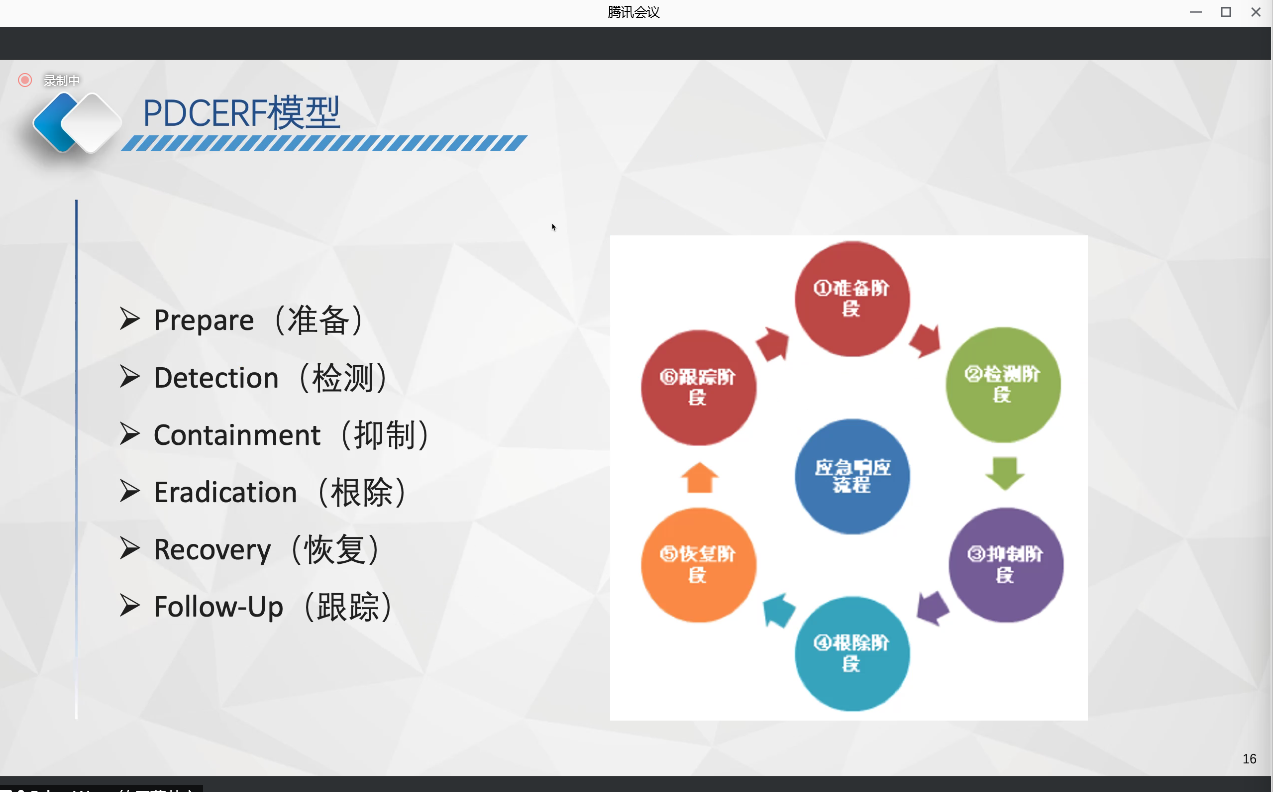 腾讯会议
录制中
PDCERF模型
➢ Prepare（准备）
➢ Detection（检测）
➢ Containment（抑制）
➢ Eradication（根除）
➢ Recovery（恢复）
➢ Follow-Up（跟踪）
①准备阶
段
②检测阶
段
③抑制阶
段
④根除阶
段
⑤恢复阶
段
⑥跟踪阶
段
应急响应
流程
16